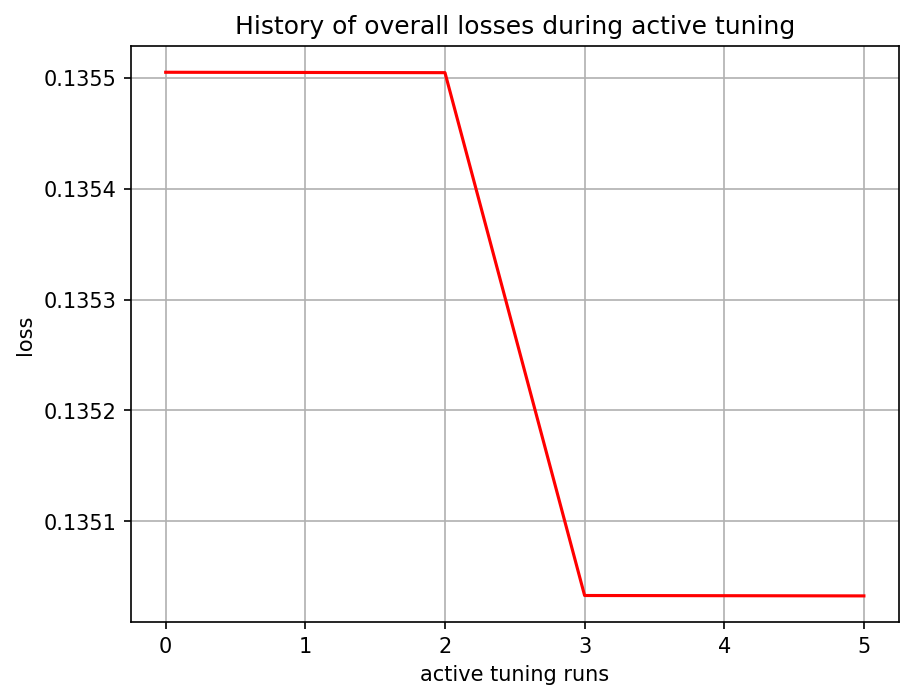 History of overall losses during active tuning
0.1355
0.1354
0.1353
0.1352
0.1351
loss
0 1 2 3 4 5
active tuning runs